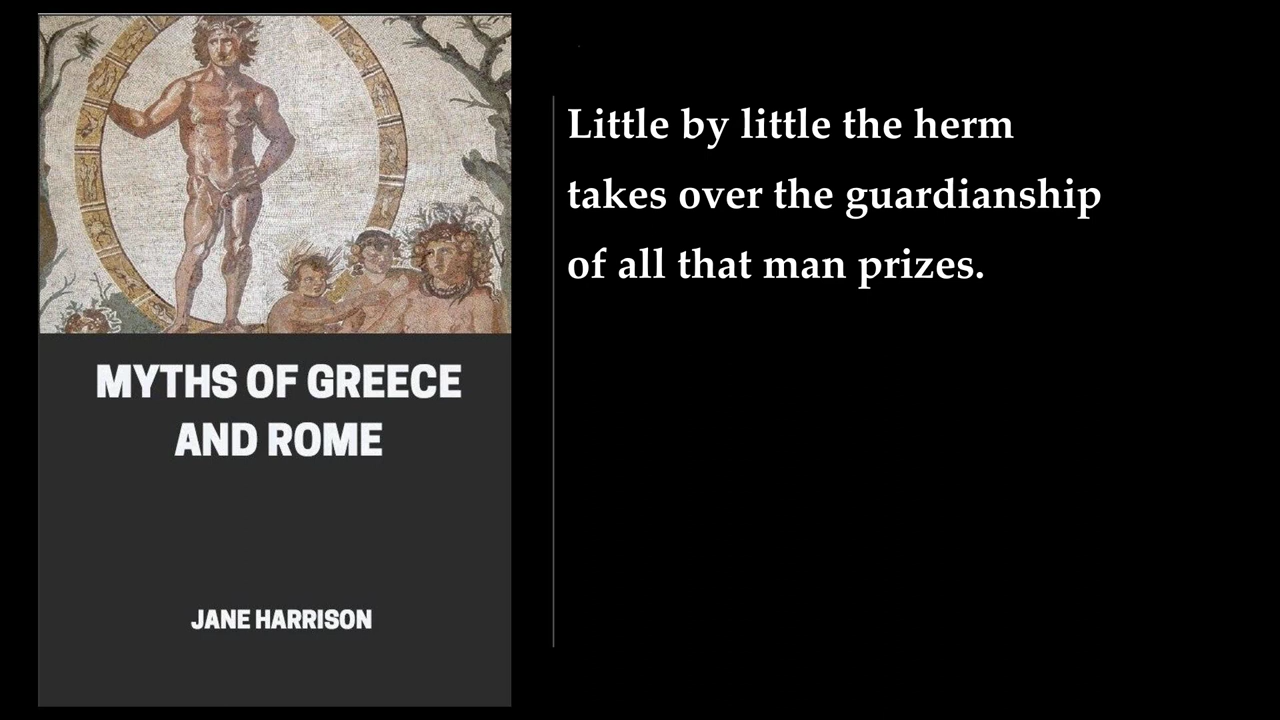 MYTHS OF GREECE
AND ROME
JANE HARRISON
Little by little the herm
takes over the guardianship
of all that man prizes.